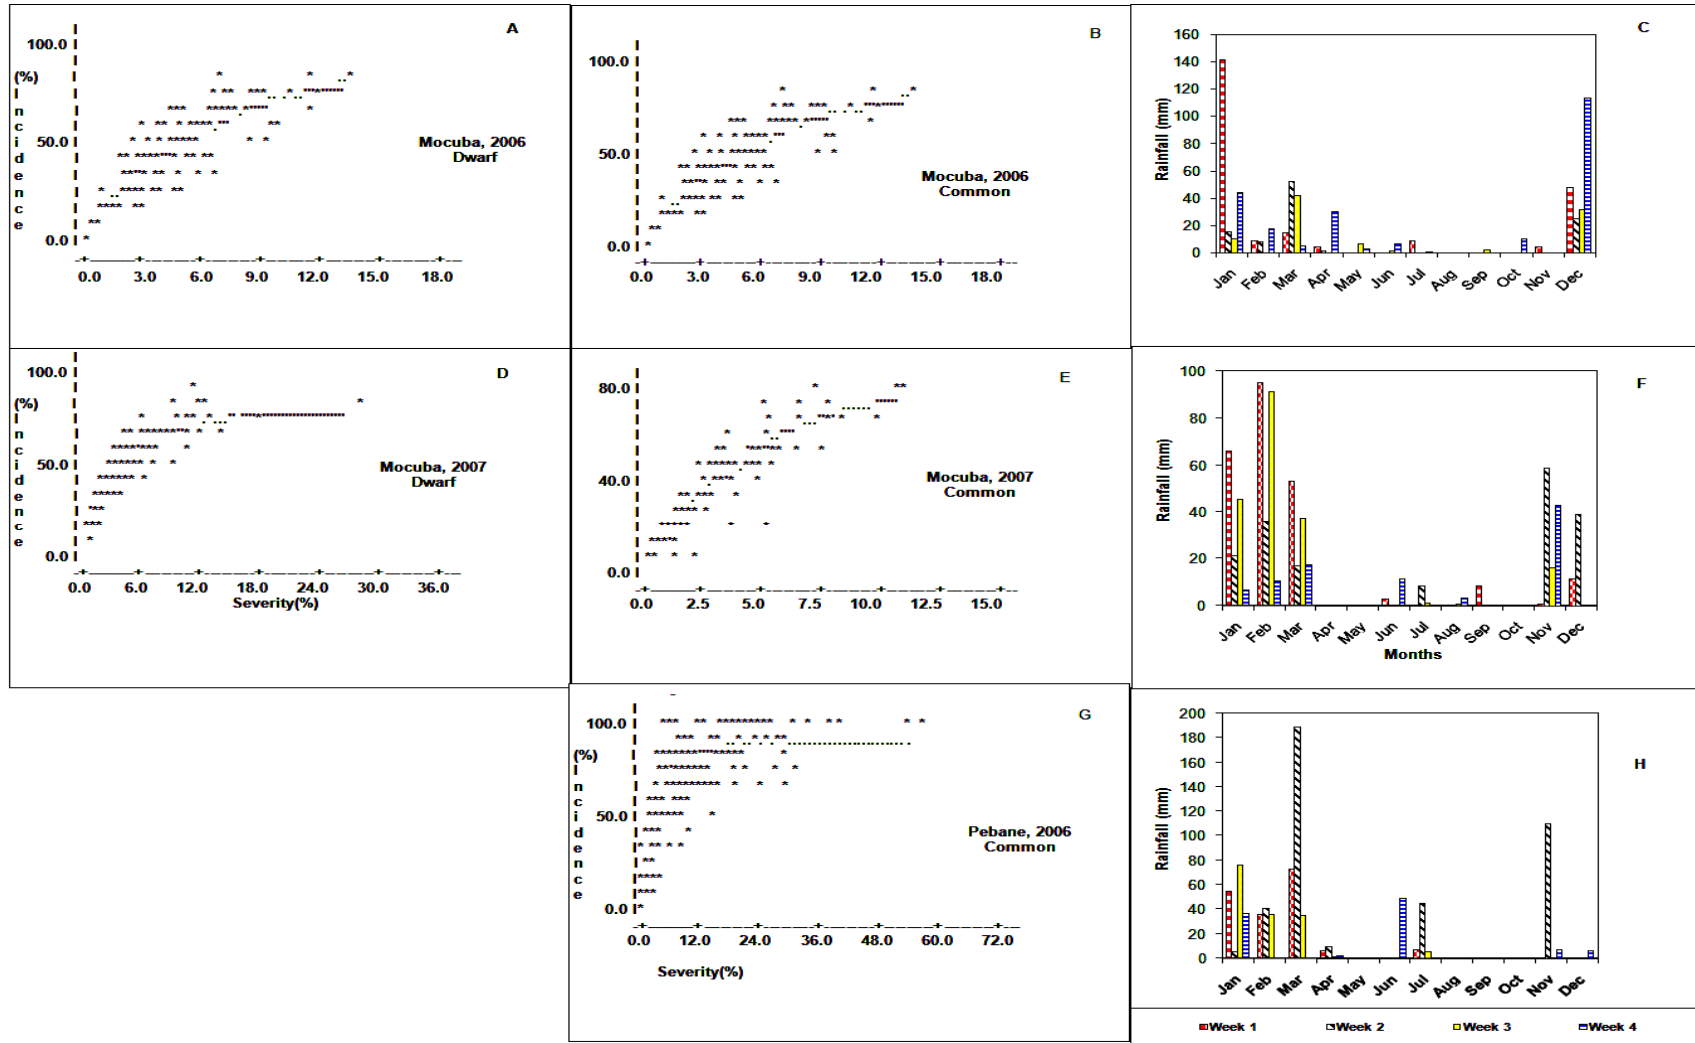 A
100.0
(%)
Incidence
50.0
0.0
Mocuba, 2006
Dwarf
0.0 3.0 6.0 9.0 12.0 15.0 18.0
B
100.0
50.0
0.0
Mocuba, 2006
Common
0.0 3.0 6.0 9.0 12.0 15.0 18.0
C
Rainfall (mm)
160
140
120
100
80
60
40
20
0
Jan Feb Mar Apr May Jun Jul Aug Sep Oct Nov Dec
D
100.0
(%)
Incidence
50.0
0.0
Mocuba, 2007
Dwarf
0.0 6.0 12.0 18.0 24.0 30.0 36.0
Severity(%)
E
80.0
40.0
0.0
Mocuba, 2007
Common
0.0 2.5 5.0 7.5 10.0 12.5 15.0
F
Rainfall (mm)
100
80
60
40
20
0
Jan Feb Mar Apr May Jun Jul Aug Sep Oct Nov Dec
Months
G
100.0
(%)
Incidence
50.0
0.0
Pebane, 2006
Common
0.0 12.0 24.0 36.0 48.0 60.0 72.0
Severity(%)
H
Rainfall (mm)
200
180
160
140
120
100
80
60
40
20
0
Jan Feb Mar Apr May Jun Jul Aug Sep Oct Nov Dec
Week 1 Week 2 Week 3 Week 4